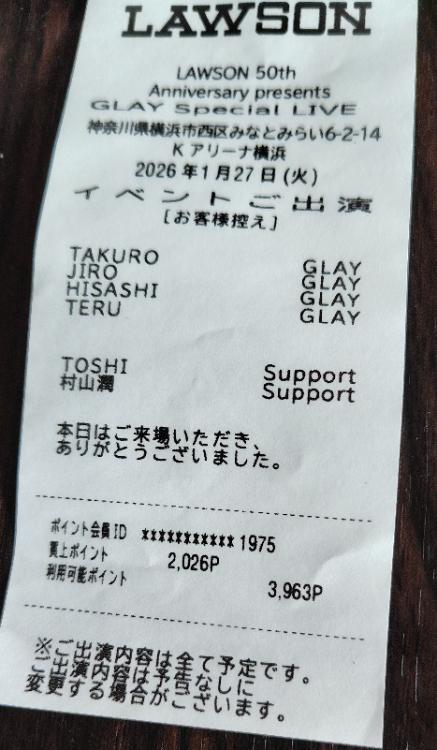 LAWSON
LAWSON 50th
Anniversary presents
GLAY Special LIVE
神奈川県横浜市西区みなとみらい6-2-14
Kアリーナ横浜
2026年1月27日(火)
イベントご出演
[お客様控え]
TAKURO GLAY
JIRO GLAY
HISASHI GLAY
TERU GLAY
TOSHI Support
村山潤 Support
本日はご来場いただき、
ありがとうございました。
ポイント会員ID ***********1975
買上ポイント 2,026P
利用可能ポイント 3,963P
※ご出演内容は全て予定です。
ご出演内容は予告なしに
変更する場合がございます。